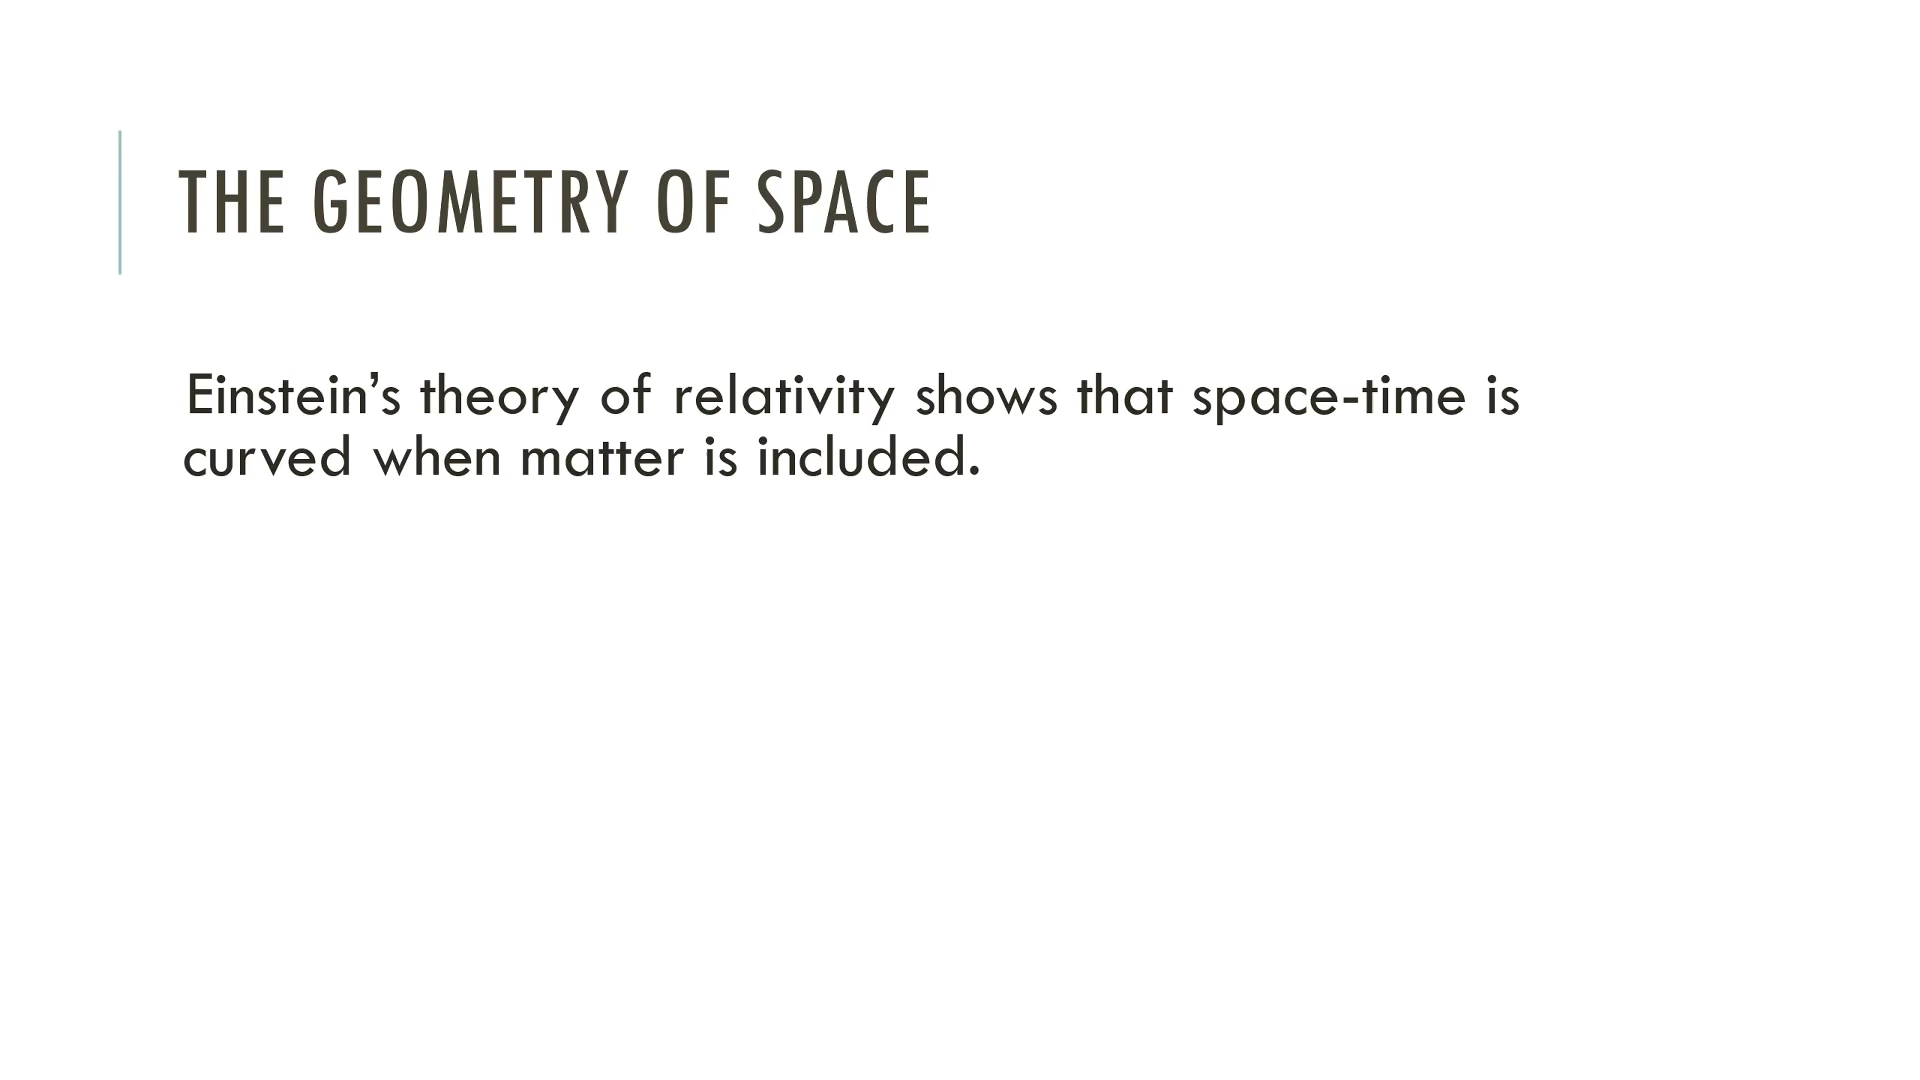 THE GEOMETRY OF SPACE
Einstein’s theory of relativity shows that space-time is
curved when matter is included.